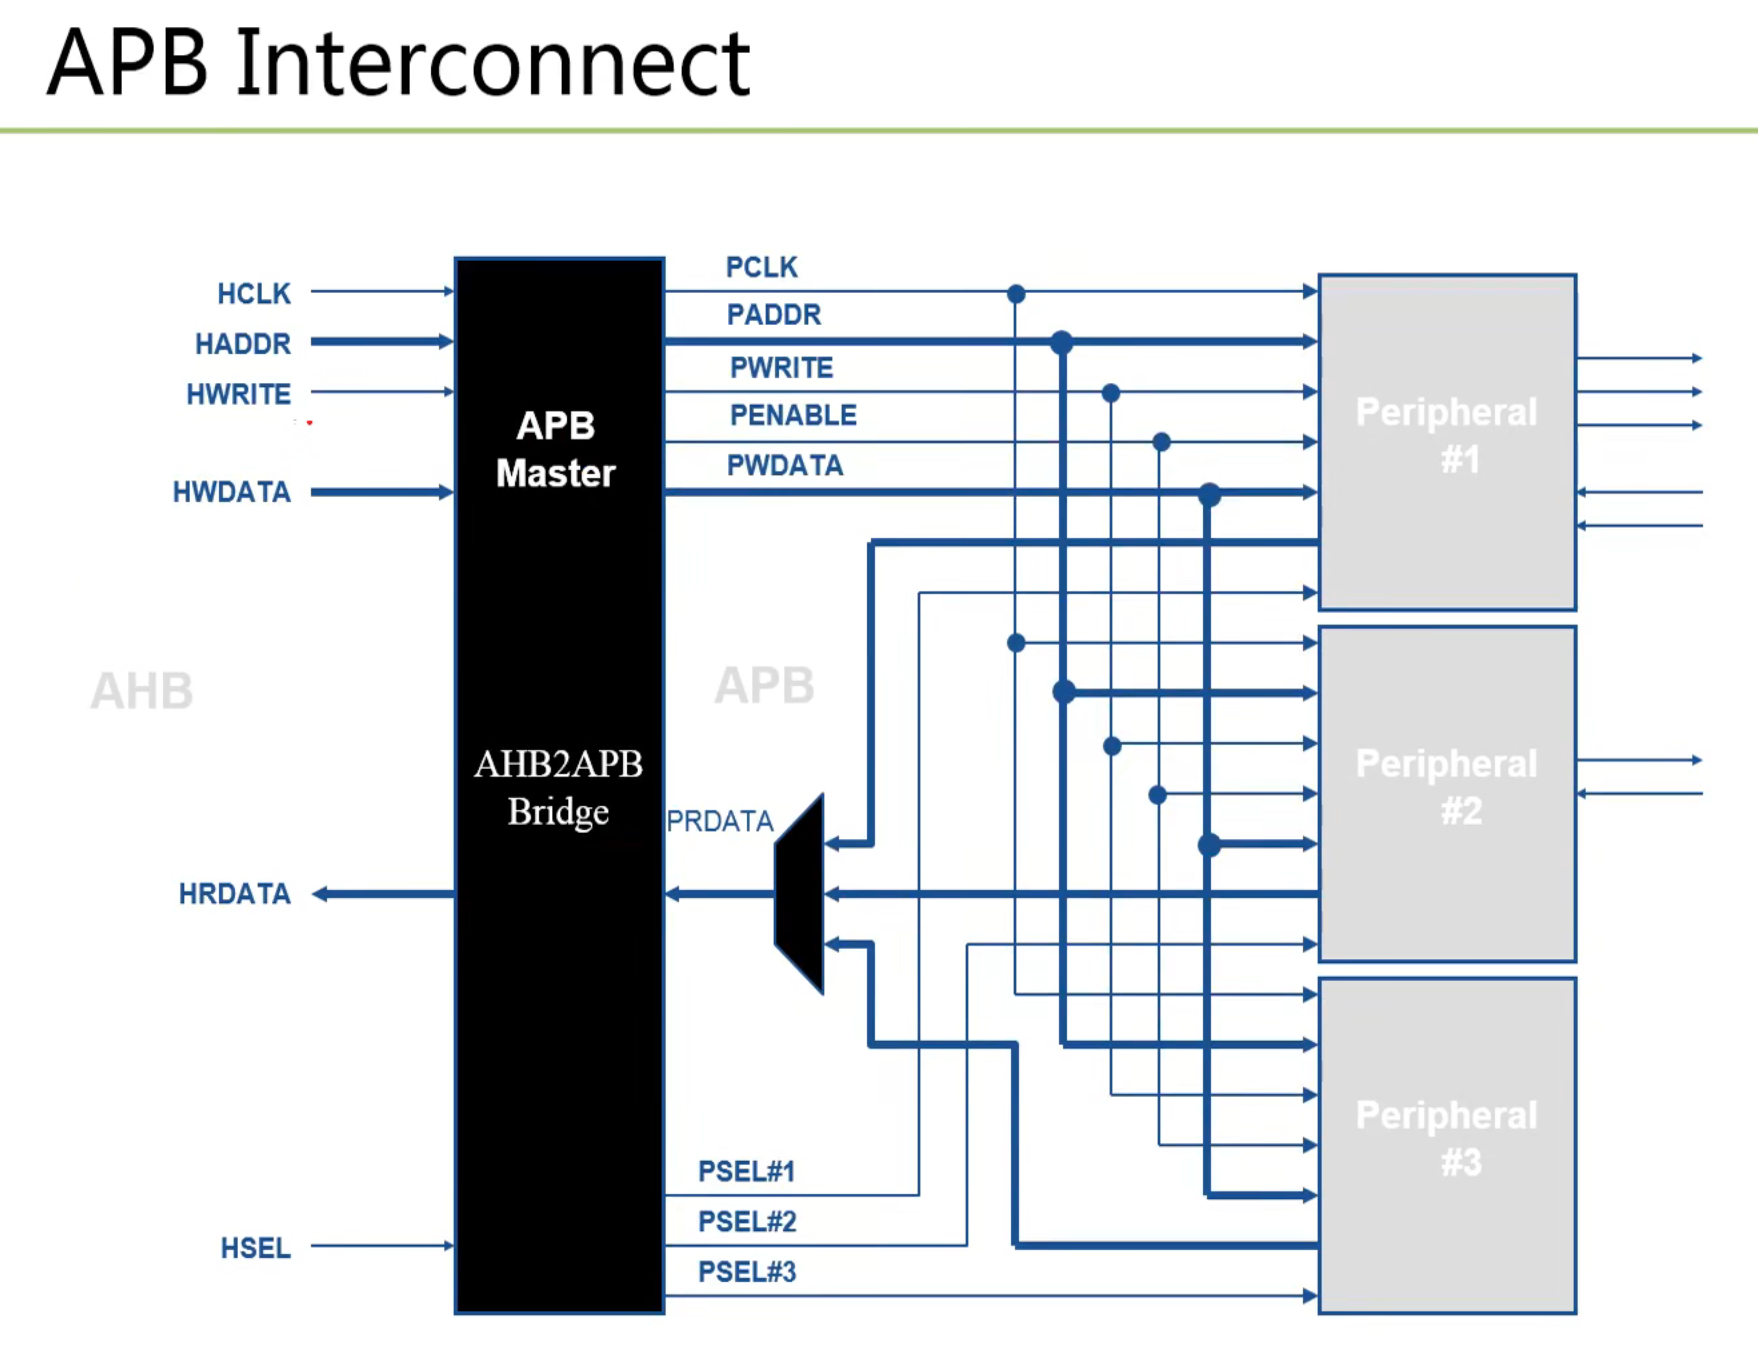 APB Interconnect
HCLK
HADDR
HWRITE
HWDATA
HRDATA
HSEL
AHB
APB
Master
AHB2APB
Bridge
PCLK
PADDR
PWRITE
PENABLE
PWDATA
APB
PRDATA
PSEL#1
PSEL#2
PSEL#3
Peripheral
#1
Peripheral
#2
Peripheral
#3